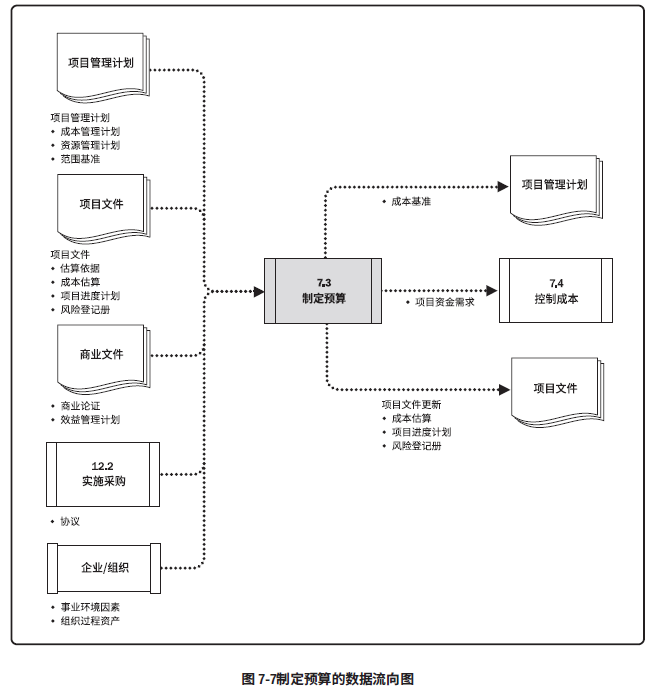 项目管理计划
项目管理计划
• 成本管理计划
• 资源管理计划
• 范围基准
项目文件
项目文件
• 估算依据
• 成本估算
• 项目进度计划
• 风险登记册
商业文件
• 商业论证
• 效益管理计划
12.2
实施采购
• 协议
企业/组织
• 事业环境因素
• 组织过程资产
7.3
制定预算
• 成本基准
项目管理计划
• 项目资金需求
7.4
控制成本
项目文件
项目文件更新
• 成本估算
• 项目进度计划
• 风险登记册
图 7-7制定预算的数据流向图